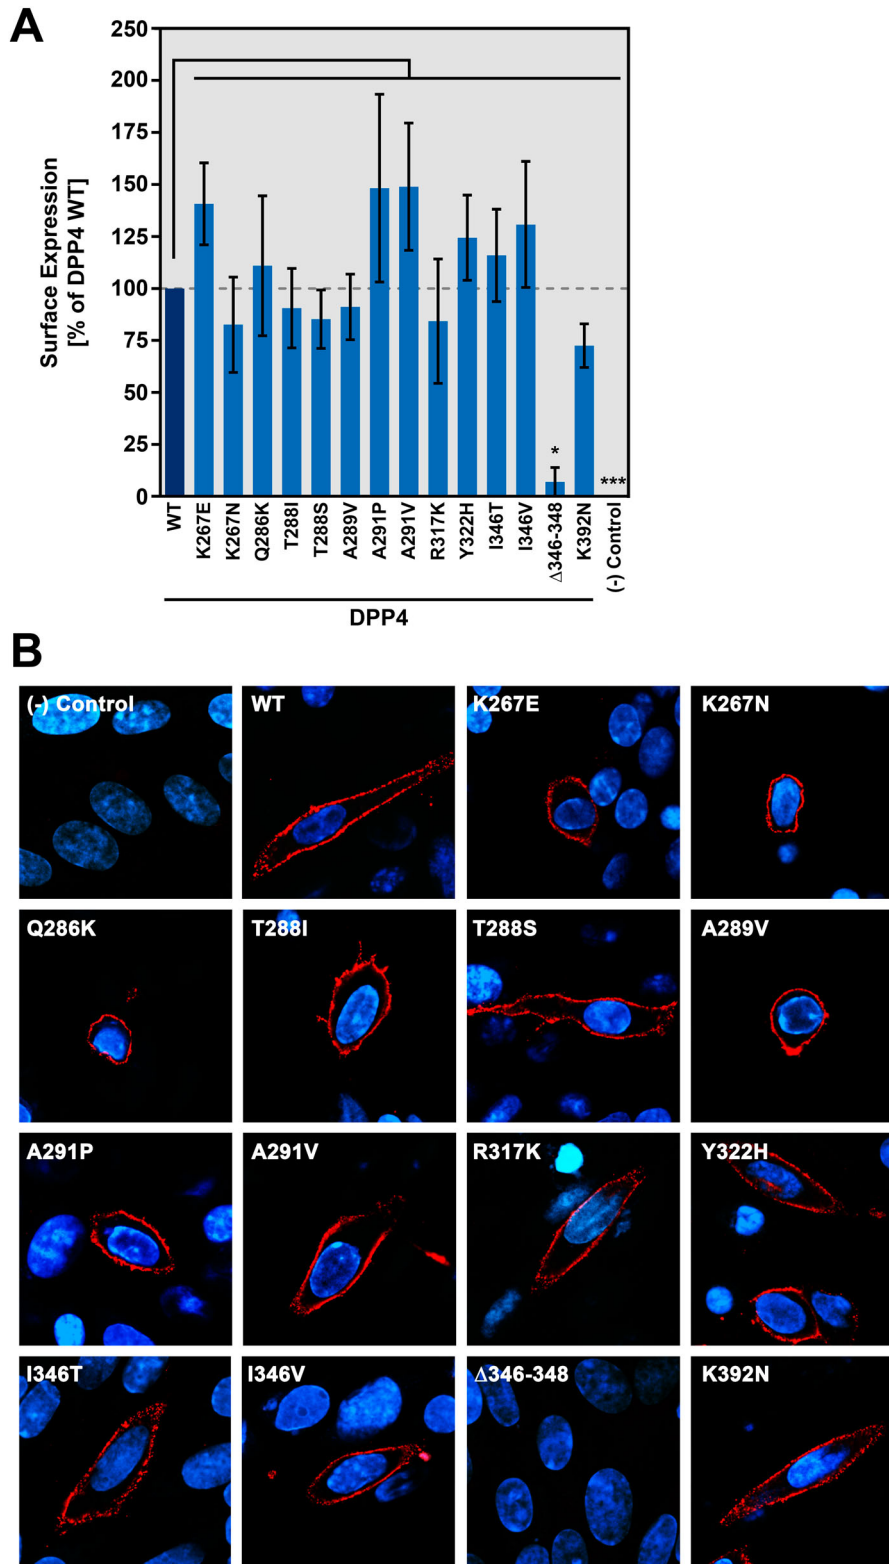 A
250
200
175
150
125
100
75
50
25
0
Surface Expression
[% of DPP4 WT]
*
***
WT
K267E
K267N
Q286K
T288I
T288S
A289V
A291P
A291V
R317K
Y322H
I346T
I346V
Δ346-348
K392N
(-) Control
DPP4
B
(-) Control
WT
K267E
K267N
Q286K
T288I
T288S
A289V
A291P
A291V
R317K
Y322H
I346T
I346V
Δ346-348
K392N